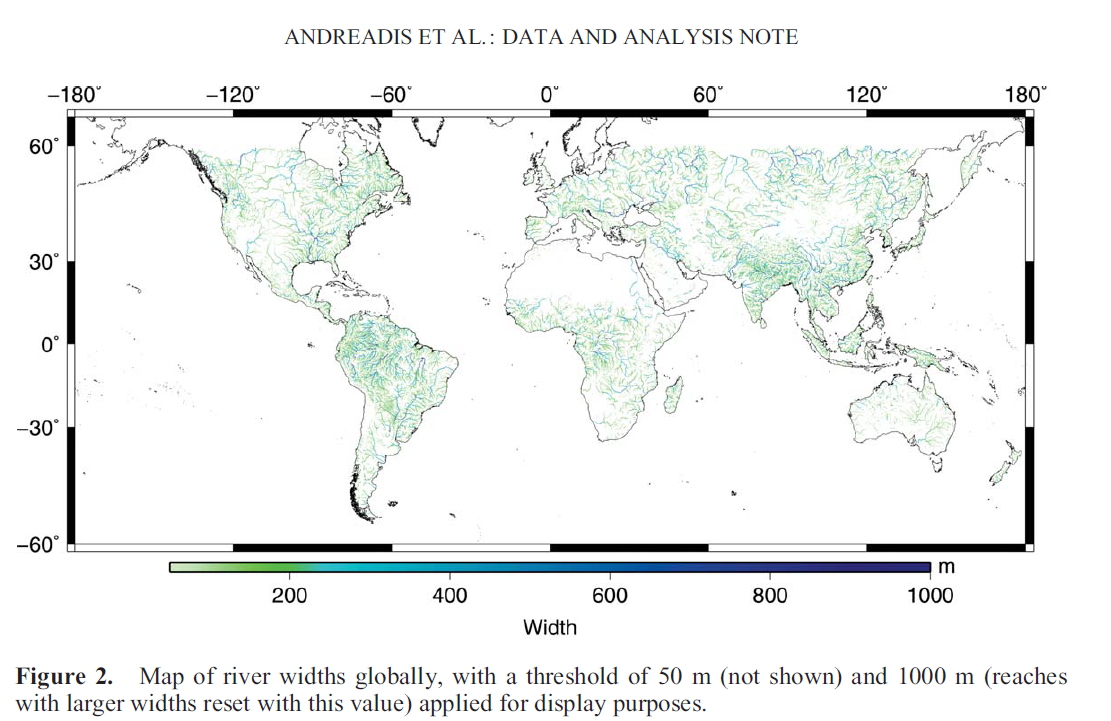 ANDREADIS ET AL.: DATA AND ANALYSIS NOTE
−180˚ −120˚ −60˚ 0˚ 60˚ 120˚ 180˚
60˚
30˚
0˚
−30˚
−60˚
m
200 400 600 800 1000
Width
Figure 2. Map of river widths globally, with a threshold of 50 m (not shown) and 1000 m (reaches
with larger widths reset with this value) applied for display purposes.